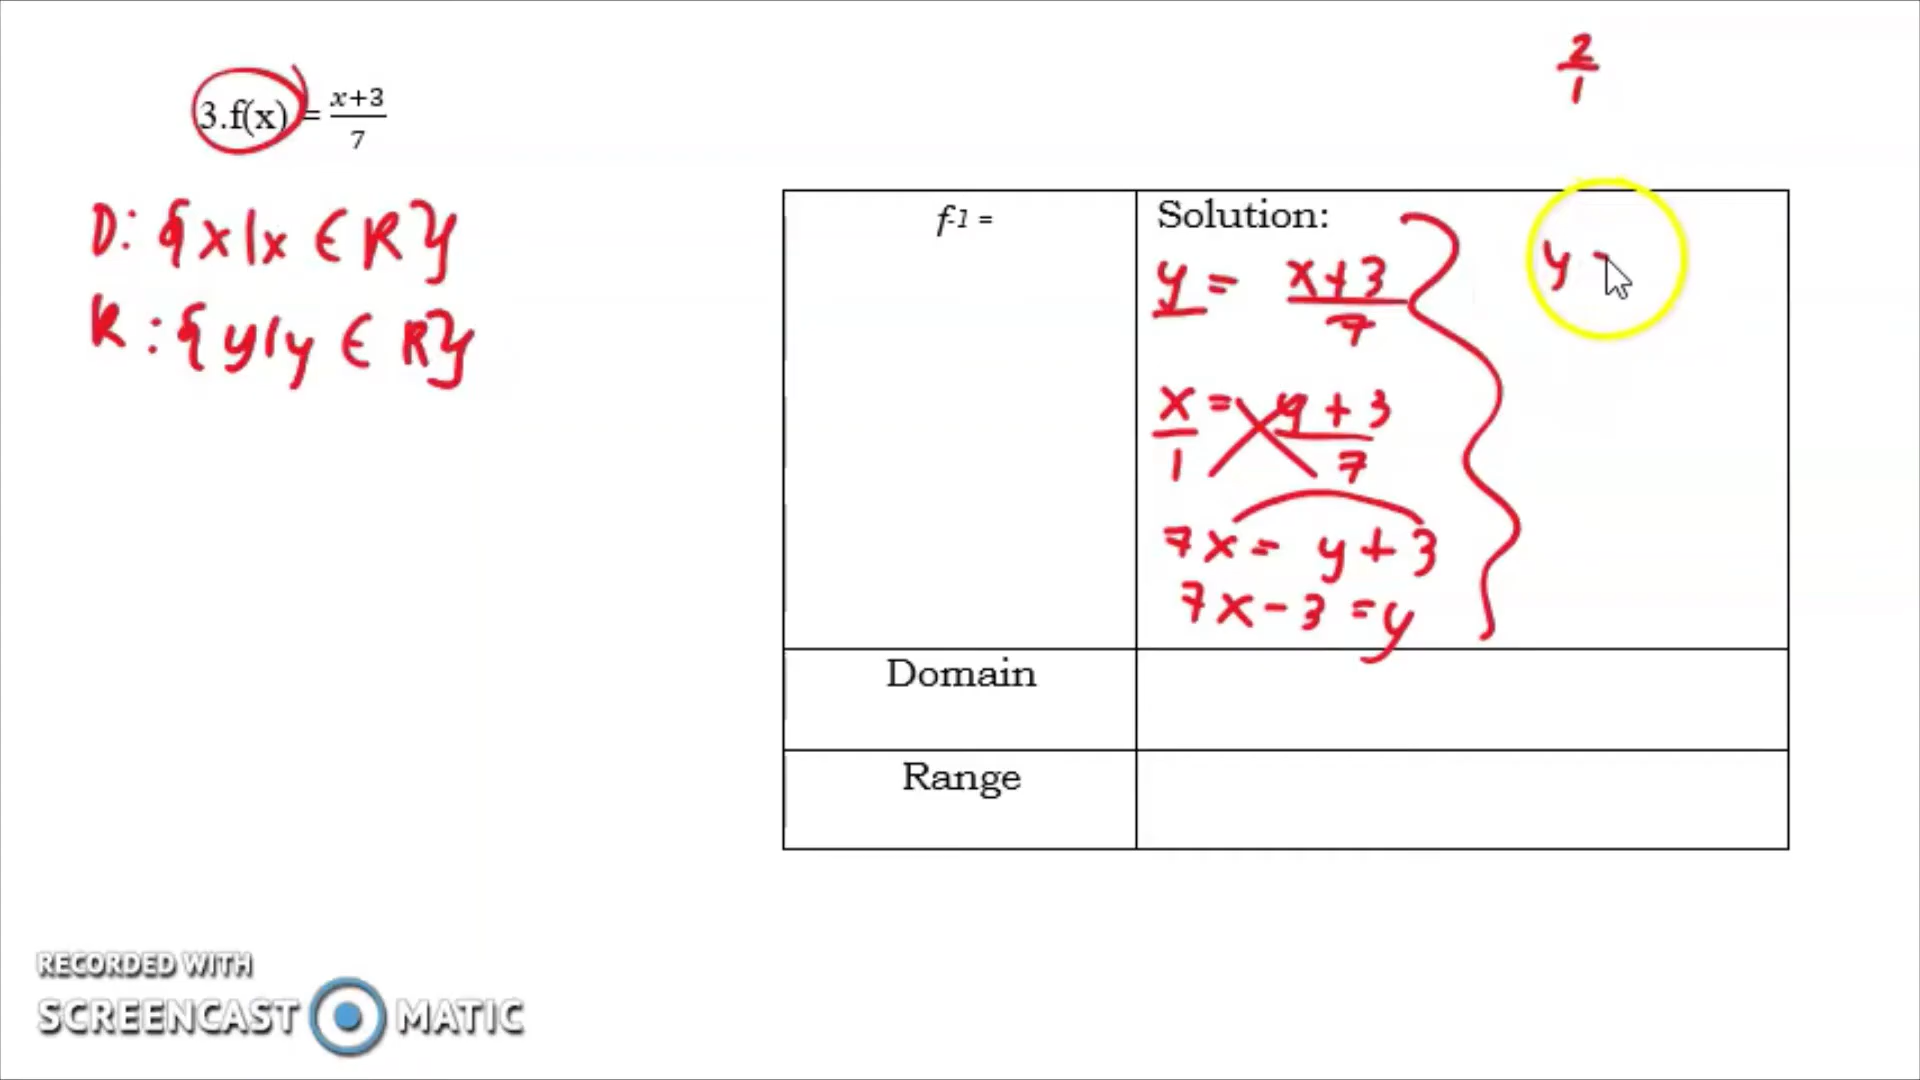 2
1
3.f(x) = x+3
7
D: {x|x ∈ R}
R : {y|y ∈ R}
f-1 =
Solution:
y = x+3
7
y =
x = y + 3
1 7
7x = y + 3
7x - 3 = y
Domain
Range
RECORDED WITH
SCREENCAST MATIC